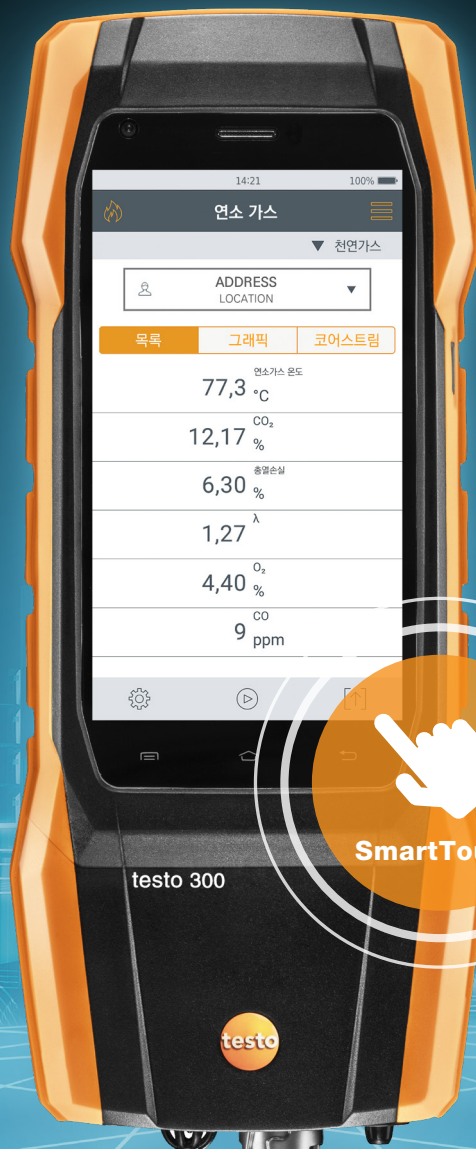 14:21 100%
연소 가스
▼ 천연가스
ADDRESS ▼
LOCATION
목록 그래픽 코어스트림
연소가스 온도
77,3 °C
CO₂
12,17 %
총열손실
6,30 %
λ
1,27
O₂
4,40 %
CO
9 ppm
testo 300
testo